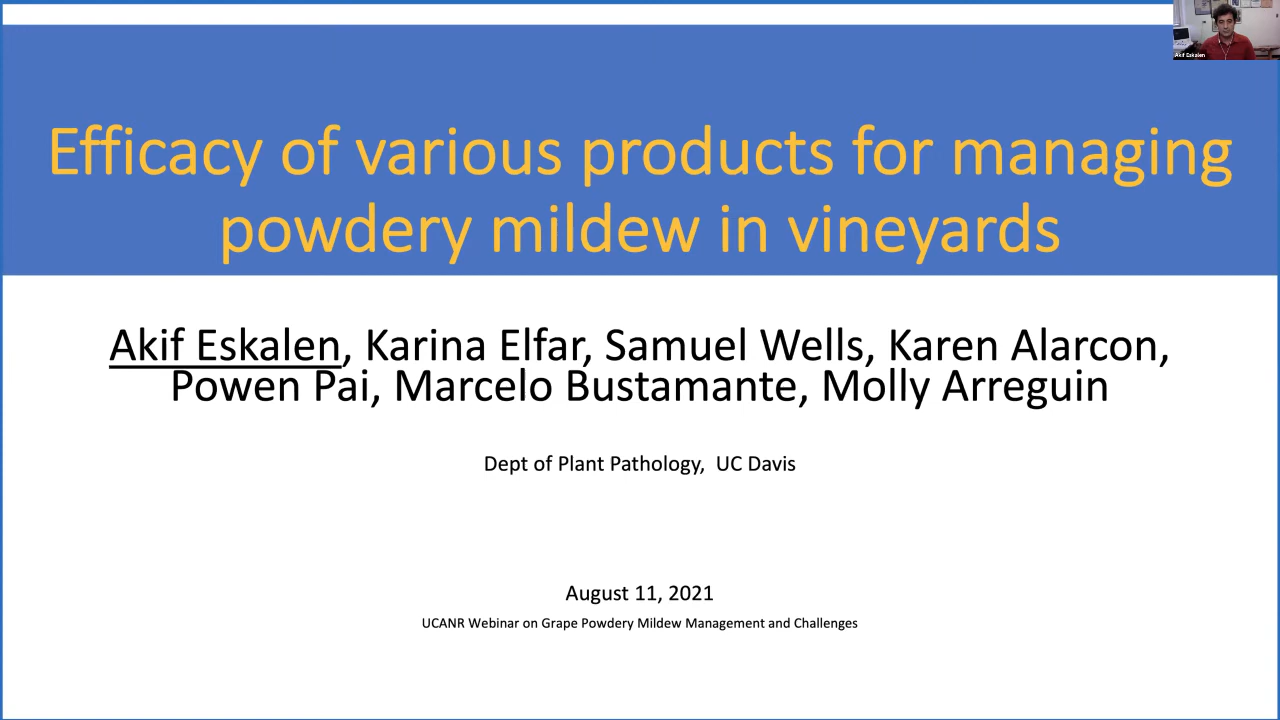 Akif Eskalen
Efficacy of various products for managing
powdery mildew in vineyards
Akif Eskalen, Karina Elfar, Samuel Wells, Karen Alarcon,
Powen Pai, Marcelo Bustamante, Molly Arreguin
Dept of Plant Pathology,  UC Davis
August 11, 2021
UCANR Webinar on Grape Powdery Mildew Management and Challenges